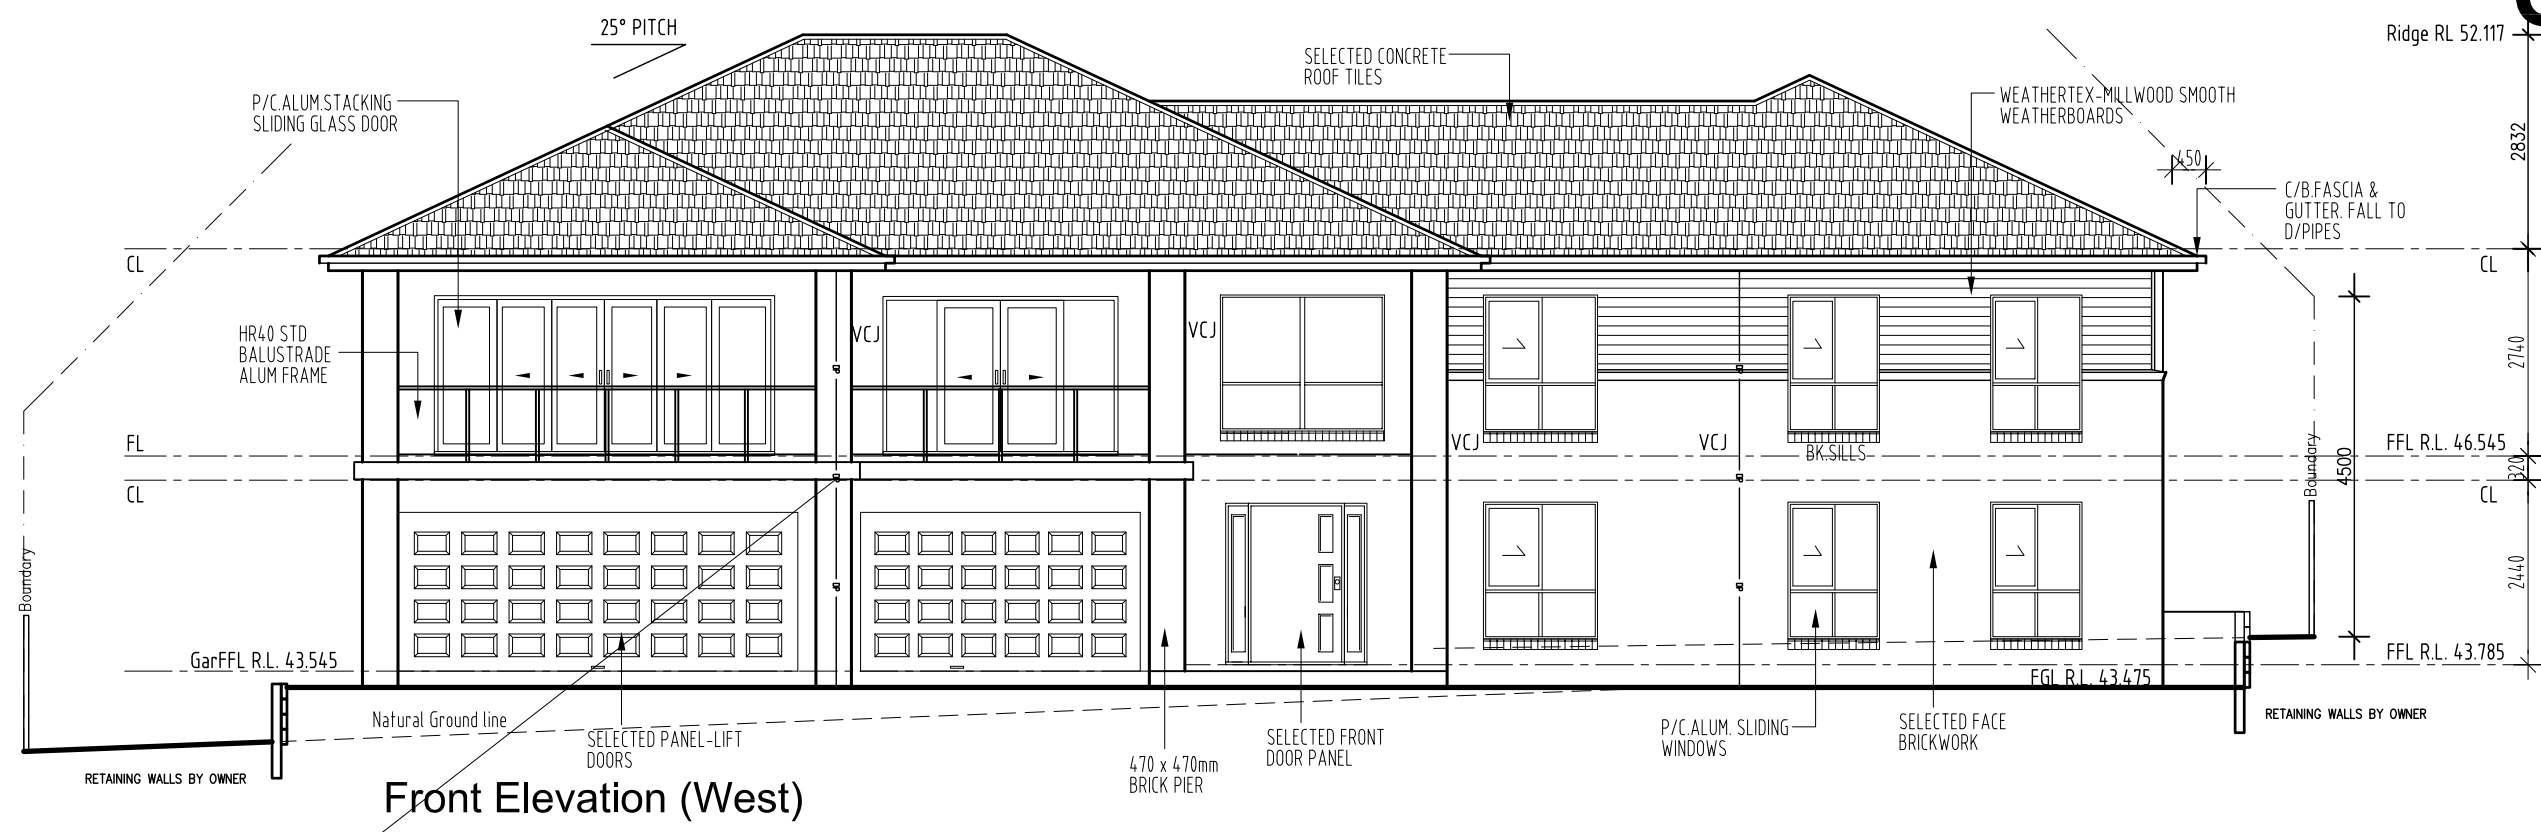 25° PITCH
Ridge RL 52.117
SELECTED CONCRETE
ROOF TILES
P/C.ALUM.STACKING
SLIDING GLASS DOOR
WEATHERTEX-MILLWOOD SMOOTH
WEATHERBOARDS
2832
450
C/B.FASCIA &
GUTTER. FALL TO
D/PIPES
CL
CL
HR40 STD
BALUSTRADE
ALUM FRAME
VCJ
VCJ
2740
FL
VCJ
VCJ
BK.SILLS
FFL R.L. 46.545
320
4500
Boundary
CL
CL
Boundary
2440
GarFFL R.L. 43.545
FFL R.L. 43.785
FGL R.L. 43.475
Natural Ground line
SELECTED PANEL-LIFT
DOORS
470 x 470mm
BRICK PIER
SELECTED FRONT
DOOR PANEL
P/C.ALUM. SLIDING
WINDOWS
SELECTED FACE
BRICKWORK
RETAINING WALLS BY OWNER
RETAINING WALLS BY OWNER
Front Elevation (West)